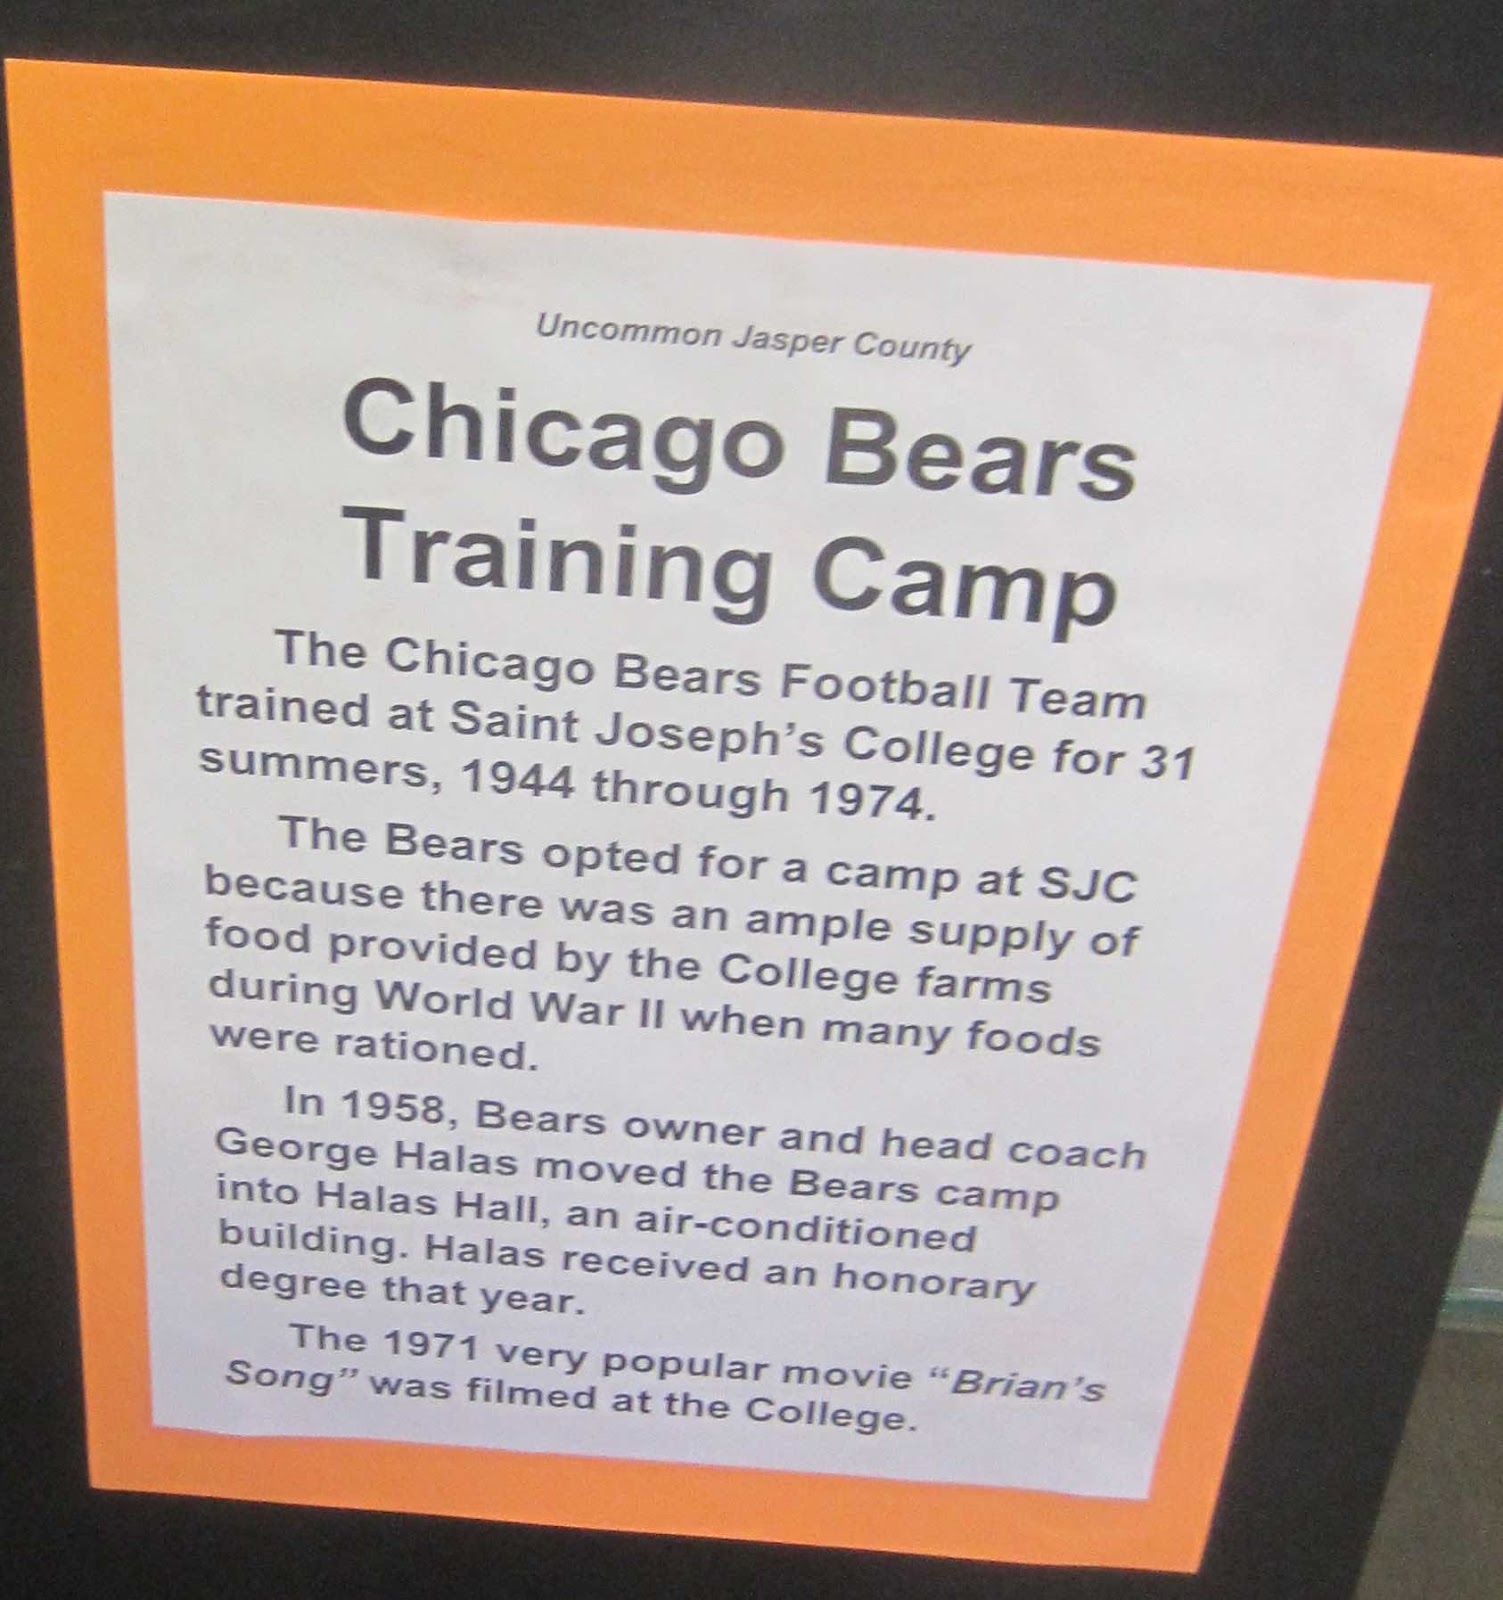 Uncommon Jasper County
Chicago Bears
Training Camp
The Chicago Bears Football Team
trained at Saint Joseph's College for 31
summers, 1944 through 1974.
The Bears opted for a camp at SJC
because there was an ample supply of
food provided by the College farms
during World War II when many foods
were rationed.
In 1958, Bears owner and head coach
George Halas moved the Bears camp
into Halas Hall, an air-conditioned
building. Halas received an honorary
degree that year.
The 1971 very popular movie “Brian’s
Song” was filmed at the College.